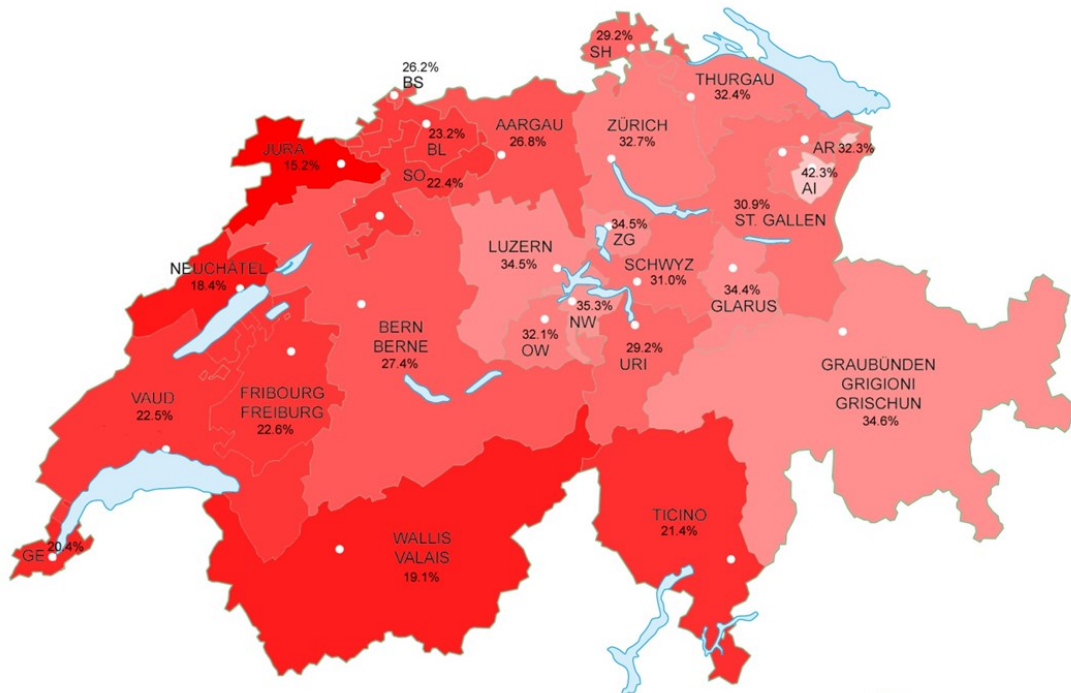 29.2%
SH
26.2%
BS
THURGAU
32.4%
23.2%
BL
AARGAU
26.8%
ZÜRICH
32.7%
AR 32.3%
JURA
15.2%
SO 22.4%
42.3%
AI
30.9%
ST. GALLEN
34.5%
ZG
LUZERN
34.5%
SCHWYZ
31.0%
NEUCHÂTEL
18.4%
34.4%
GLARUS
35.3%
NW
32.1%
OW
29.2%
URI
BERN
BERNE
27.4%
GRAUBÜNDEN
GRIGIONI
GRISCHUN
34.6%
VAUD
22.5%
FRIBOURG
FREIBURG
22.6%
TICINO
21.4%
WALLIS
VALAIS
19.1%
GE 20.4%